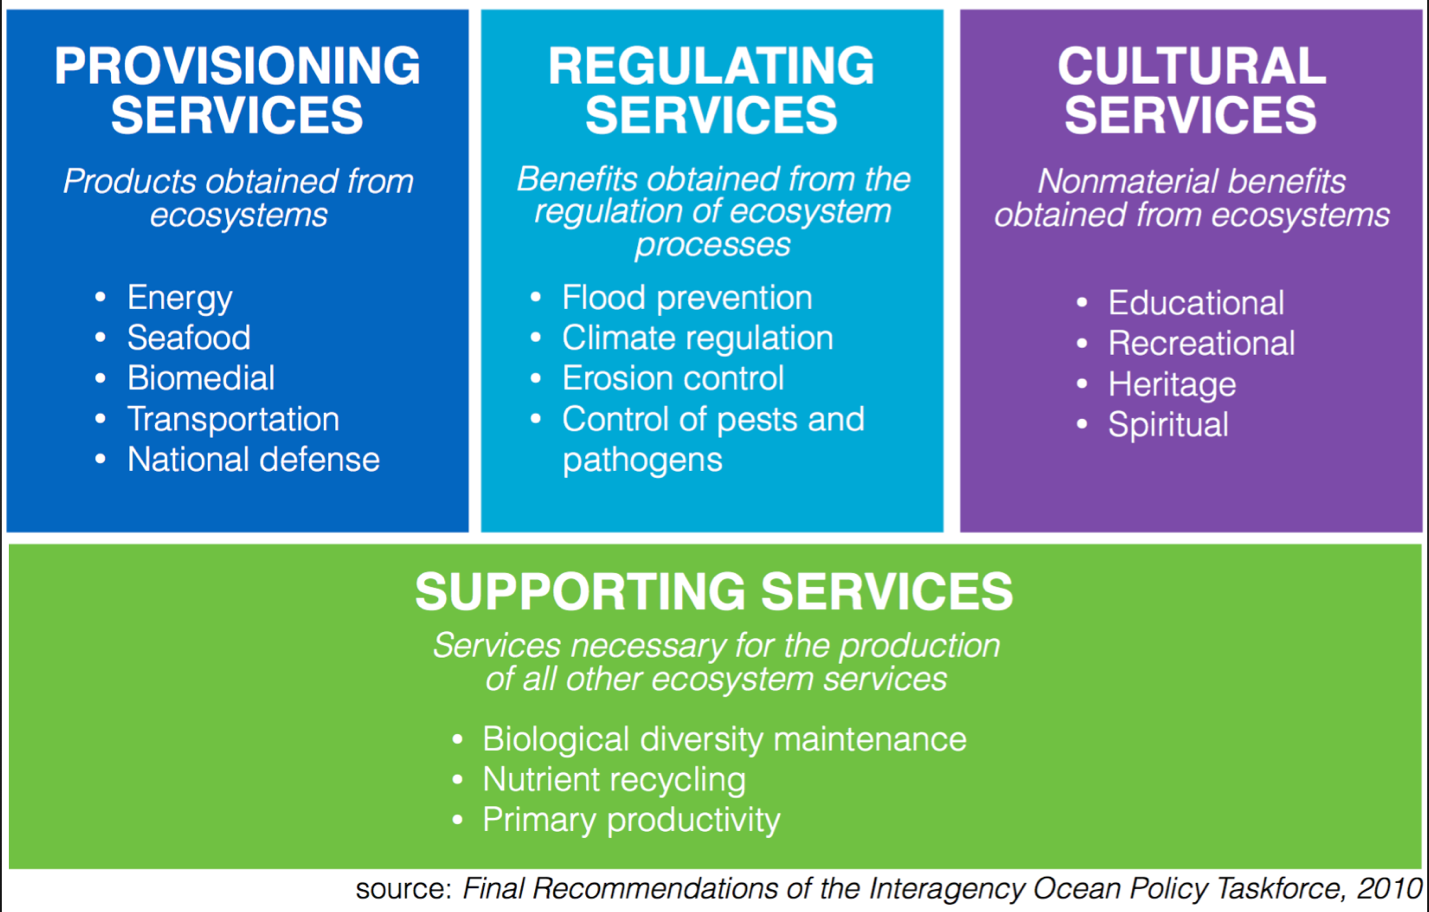 PROVISIONING
SERVICES
Products obtained from
ecosystems
• Energy
• Seafood
• Biomedial
• Transportation
• National defense
REGULATING
SERVICES
Benefits obtained from the
regulation of ecosystem
processes
• Flood prevention
• Climate regulation
• Erosion control
• Control of pests and
pathogens
CULTURAL
SERVICES
Nonmaterial benefits
obtained from ecosystems
• Educational
• Recreational
• Heritage
• Spiritual
SUPPORTING SERVICES
Services necessary for the production
of all other ecosystem services
• Biological diversity maintenance
• Nutrient recycling
• Primary productivity
source: Final Recommendations of the Interagency Ocean Policy Taskforce, 2010